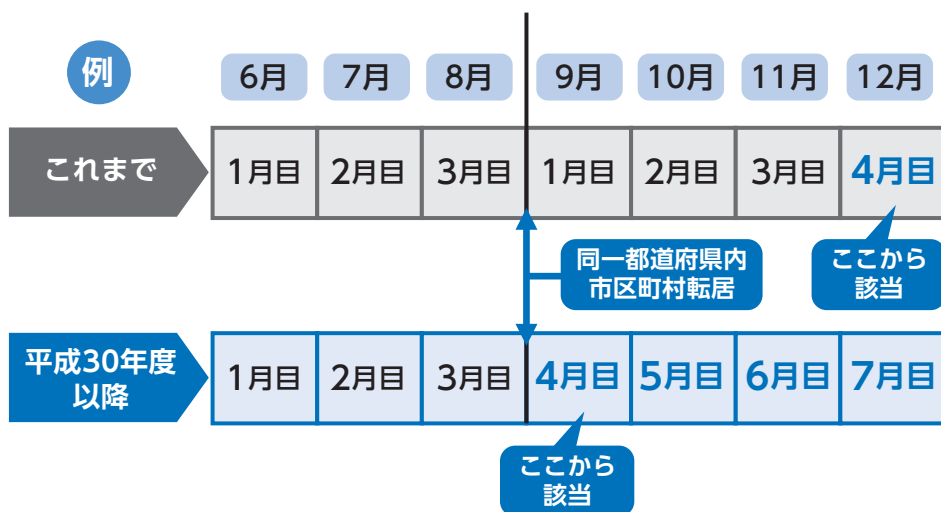 例
6月 7月 8月 9月 10月 11月 12月
これまで
1月目 2月目 3月目 1月目 2月目 3月目 4月目
同一都道府県内
市区町村転居
ここから
該当
平成30年度
以降
1月目 2月目 3月目 4月目 5月目 6月目 7月目
ここから
該当